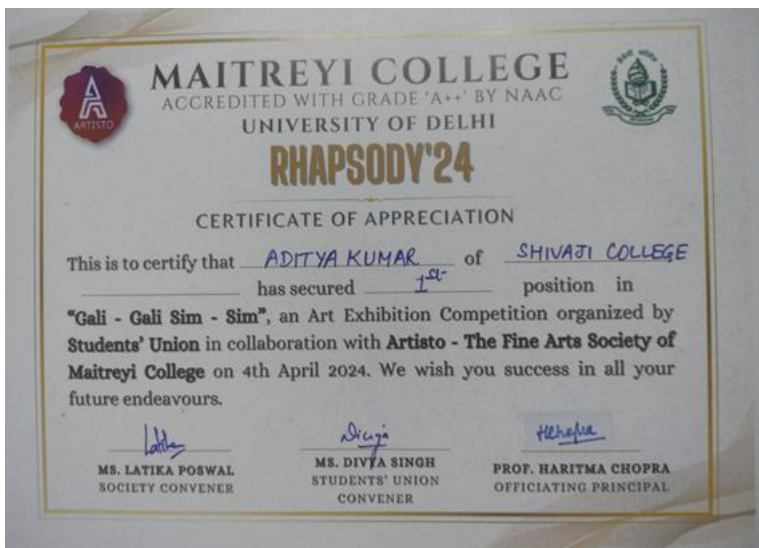 MAITREYI COLLEGE
ACCREDITED WITH GRADE 'A++' BY NAAC
UNIVERSITY OF DELHI
ARTISTO
RHAPSODY'24
CERTIFICATE OF APPRECIATION
This is to certify that ADITYA KUMAR of SHIVAJI COLLEGE
has secured 1st position in
"Gali - Gali Sim - Sim", an Art Exhibition Competition organized by
Students' Union in collaboration with Artisto - The Fine Arts Society of
Maitreyi College on 4th April 2024. We wish you success in all your
future endeavours.
Latika Divya
MS. LATIKA POSWAL MS. DIVYA SINGH PROF. HARITMA CHOPRA
SOCIETY CONVENER STUDENTS' UNION OFFICIATING PRINCIPAL
CONVENER